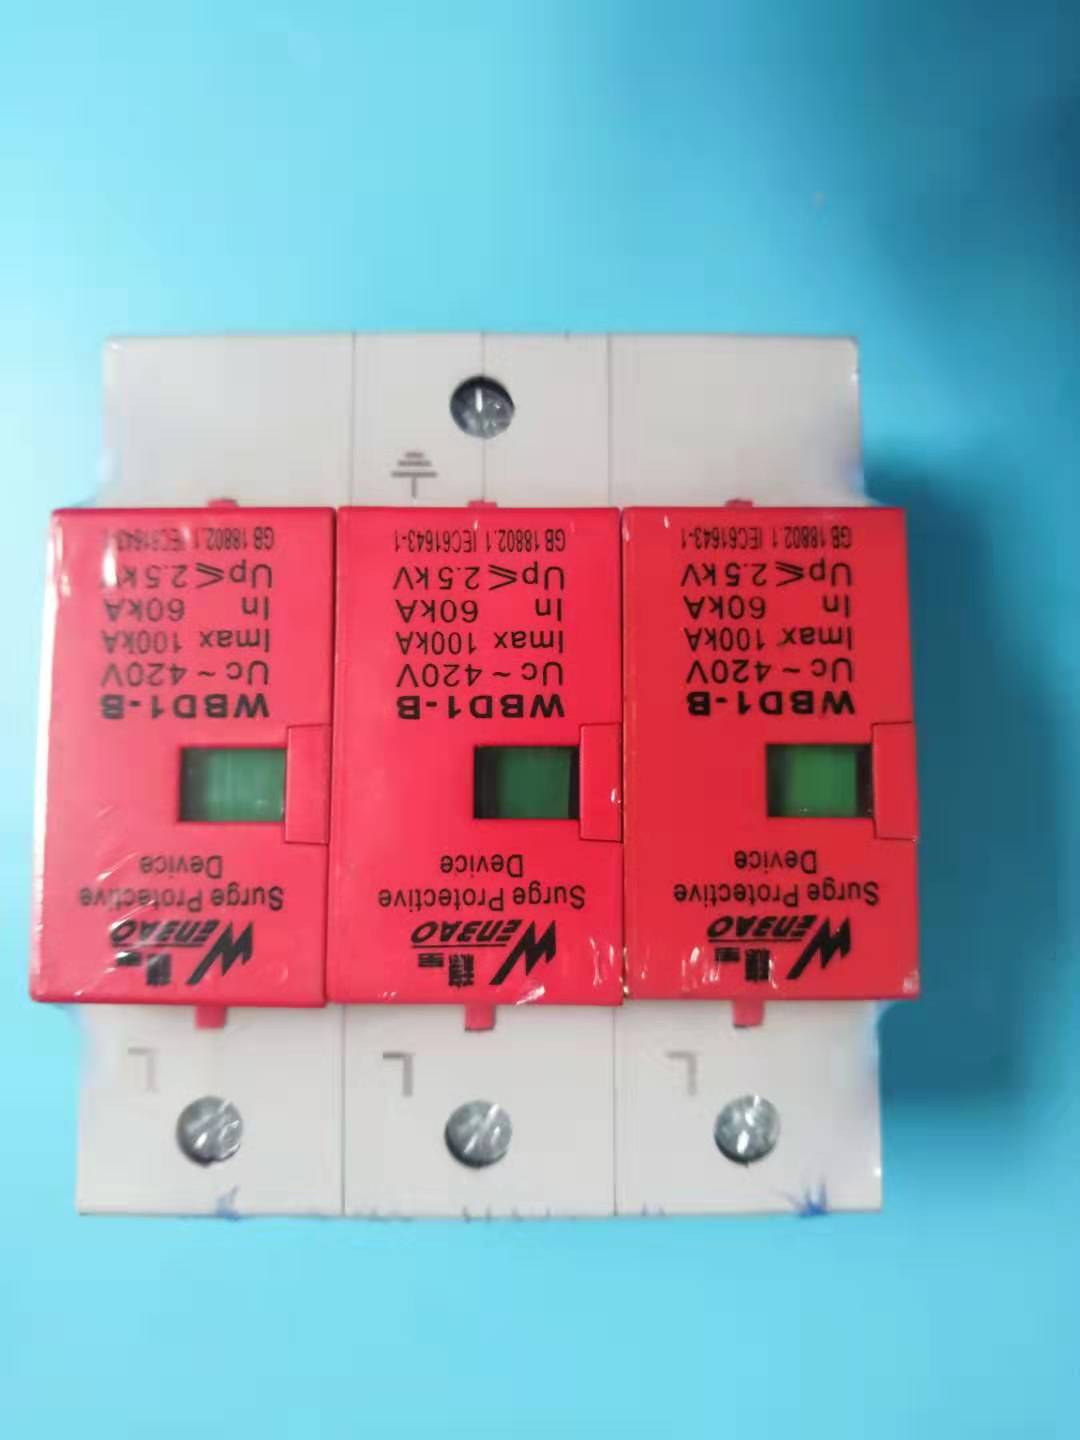 L
L
L
WENBAO
Surge Protective
Device
WBD1-B
Uc ~ 420V
Imax 100kA
In 60kA
Up≤2.5kV
GB 18802.1 IEC61643-1
WENBAO
Surge Protective
Device
WBD1-B
Uc ~ 420V
Imax 100kA
In 60kA
Up≤2.5kV
GB 18802.1 IEC61643-1
WENBAO
Surge Protective
Device
WBD1-B
Uc ~ 420V
Imax 100kA
In 60kA
Up≤2.5kV
GB 18802.1 IEC61643-1